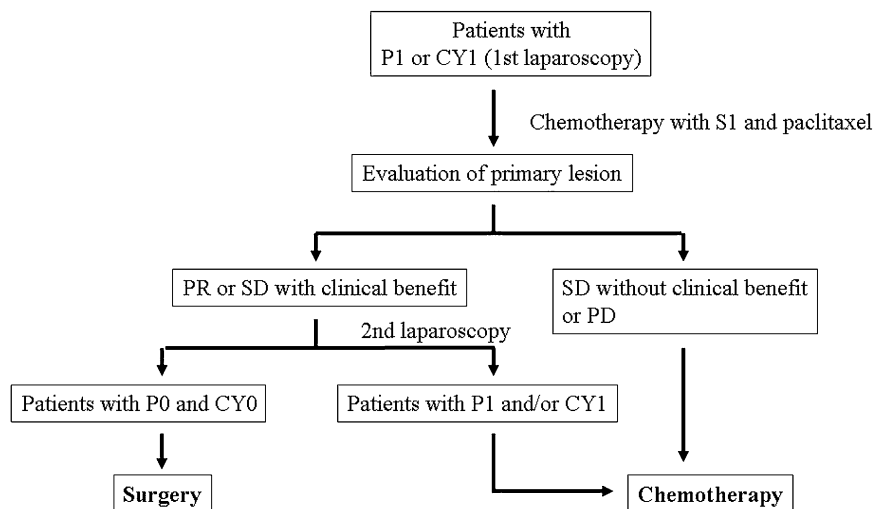 Patients with
P1 or CY1 (1st laparoscopy)
Chemotherapy with S1 and paclitaxel
Evaluation of primary lesion
PR or SD with clinical benefit
SD without clinical benefit
or PD
2nd laparoscopy
Patients with P0 and CY0
Patients with P1 and/or CY1
Surgery
Chemotherapy